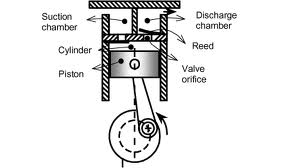 Suction
chamber
Discharge
chamber
Cylinder
Reed
Piston
Valve
orifice